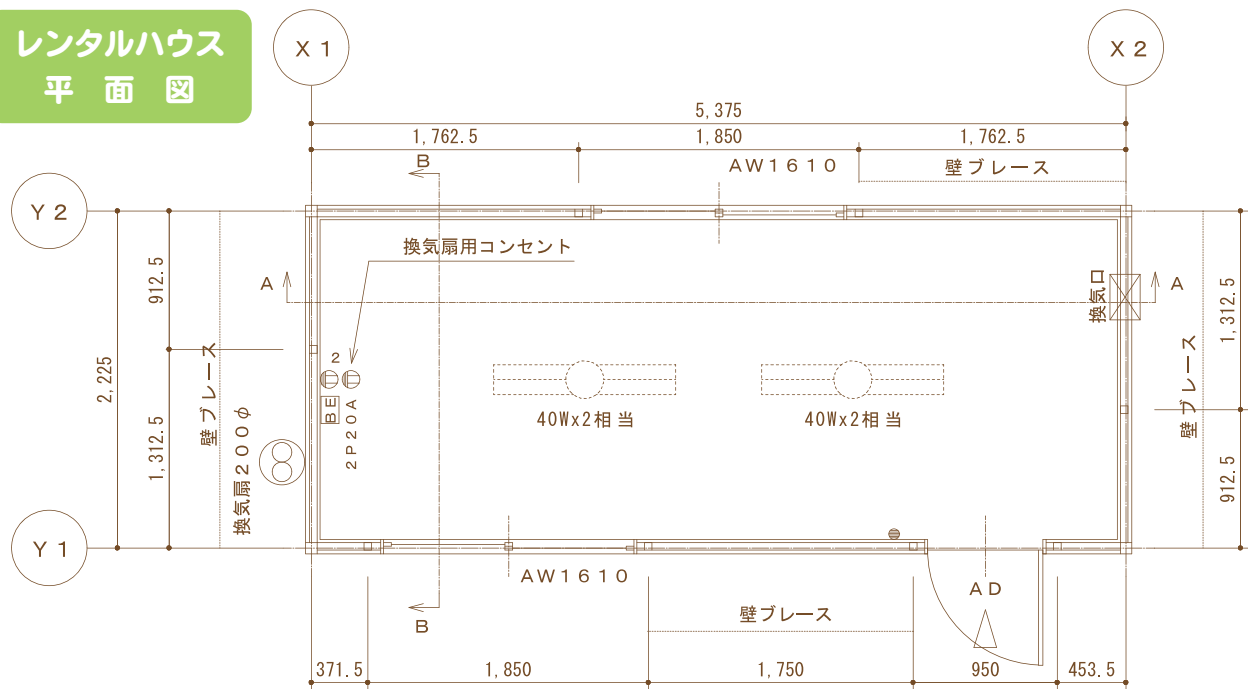 レンタルハウス
平面図
X1
X2
5,375
1,762.5
1,850
1,762.5
B
AW1610
壁ブレース
Y2
換気扇用コンセント
A
A
912.5
2,225
1,312.5
壁ブレース
換気扇200φ
2
BE
2P20A
40Wx2相当
40Wx2相当
換気口
1,312.5
壁ブレース
912.5
Y1
AW1610
AD
B
壁ブレース
371.5
1,850
1,750
950
453.5